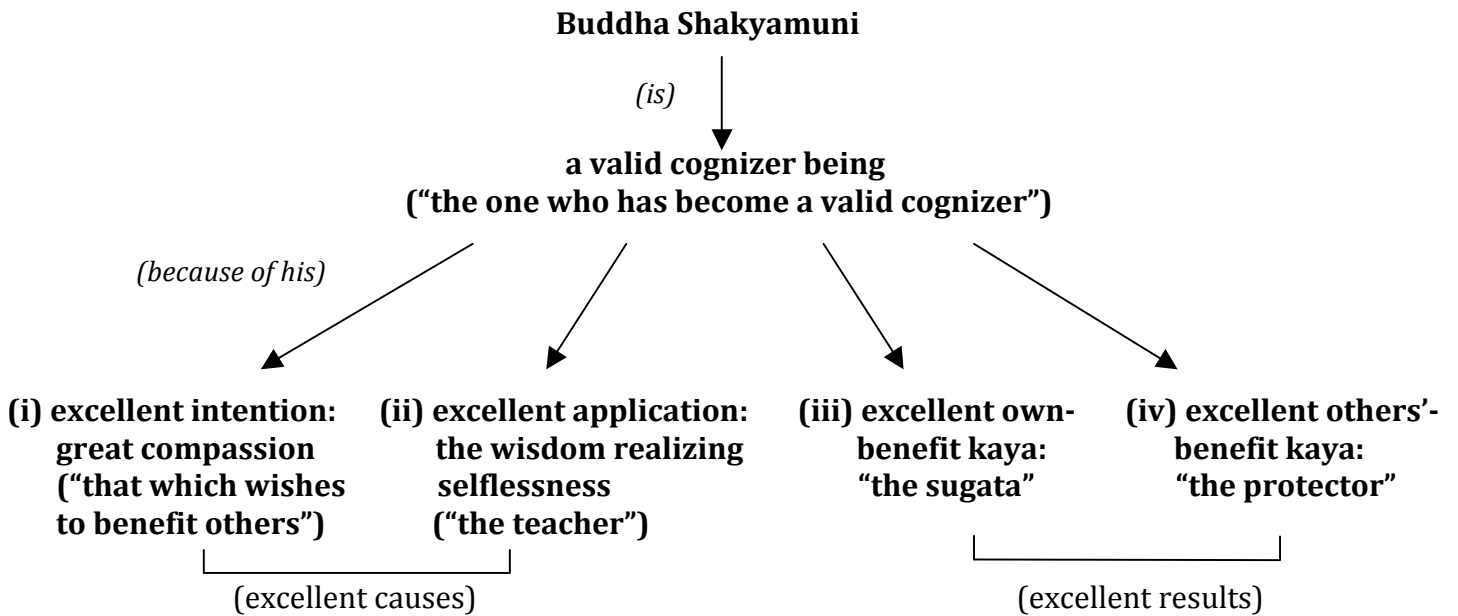 Buddha Shakyamuni
(is)
a valid cognizer being
(“the one who has become a valid cognizer”)
(because of his)
(i) excellent intention:
great compassion
(“that which wishes
to benefit others”)
(ii) excellent application:
the wisdom realizing
selflessness
(“the teacher”)
(iii) excellent own-
benefit kaya:
“the sugata”
(iv) excellent others’-
benefit kaya:
“the protector”
(excellent causes)
(excellent results)